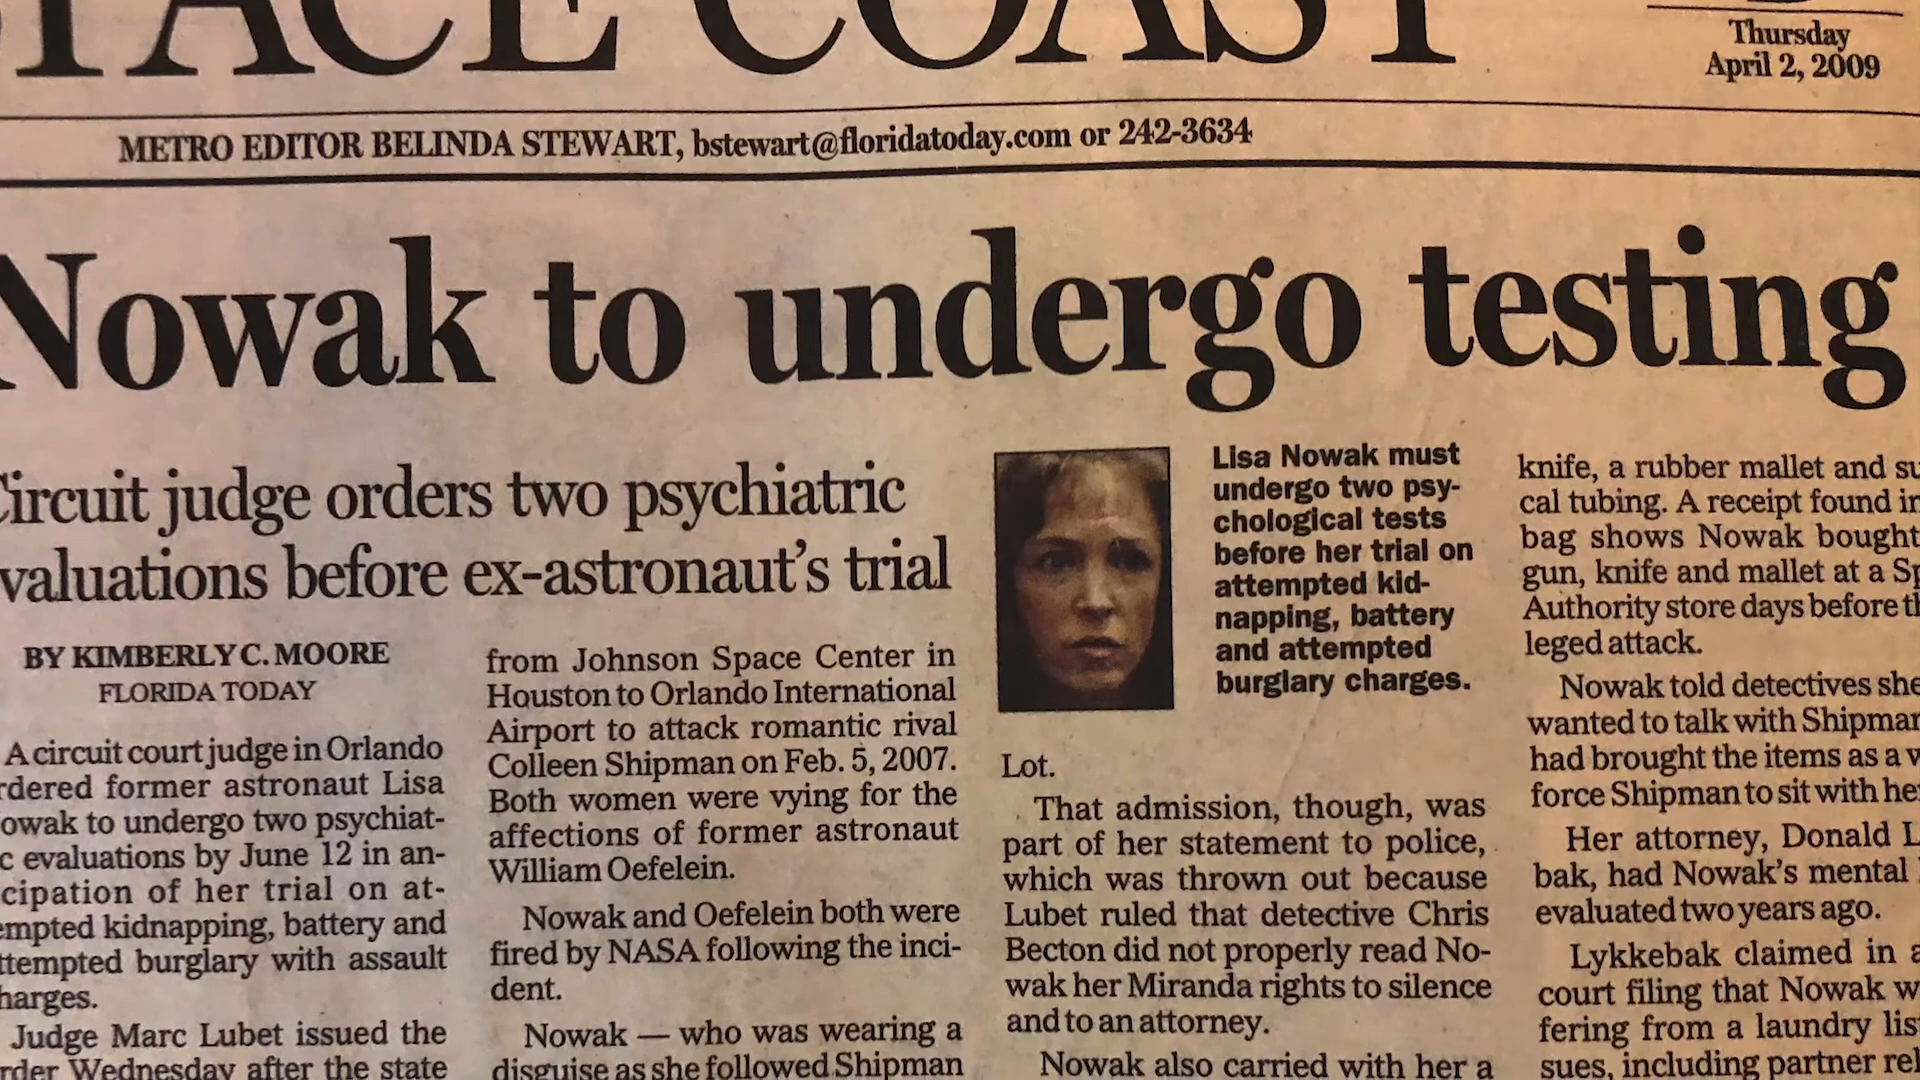 SPACE COAST
Thursday
April 2, 2009
METRO EDITOR BELINDA STEWART, bstewart@floridatoday.com or 242-3634
Nowak to undergo testing
Circuit judge orders two psychiatric
valuations before ex-astronaut's trial
BY KIMBERLY C. MOORE
FLORIDA TODAY
A circuit court judge in Orlando
rdered former astronaut Lisa
owak to undergo two psychiat-
c evaluations by June 12 in an-
cipation of her trial on at-
empted kidnapping, battery and
ttempted burglary with assault
harges.
Judge Marc Lubet issued the
rder Wednesday after the state
from Johnson Space Center in
Houston to Orlando International
Airport to attack romantic rival
Colleen Shipman on Feb. 5, 2007.
Both women were vying for the
affections of former astronaut
William Oefelein.
Nowak and Oefelein both were
fired by NASA following the inci-
dent.
Nowak — who was wearing a
disguise as she followed Shipman
Lisa Nowak must
undergo two psy-
chological tests
before her trial on
attempted kid-
napping, battery
and attempted
burglary charges.
Lot.
That admission, though, was
part of her statement to police,
which was thrown out because
Lubet ruled that detective Chris
Becton did not properly read No-
wak her Miranda rights to silence
and to an attorney.
Nowak also carried with her a
knife, a rubber mallet and su
cal tubing. A receipt found in
bag shows Nowak bought
gun, knife and mallet at a Sp
Authority store days before th
leged attack.
Nowak told detectives she
wanted to talk with Shipman
had brought the items as a w
force Shipman to sit with her
Her attorney, Donald L
bak, had Nowak's mental
evaluated two years ago.
Lykkebak claimed in a
court filing that Nowak w
fering from a laundry lis
sues, including partner rel